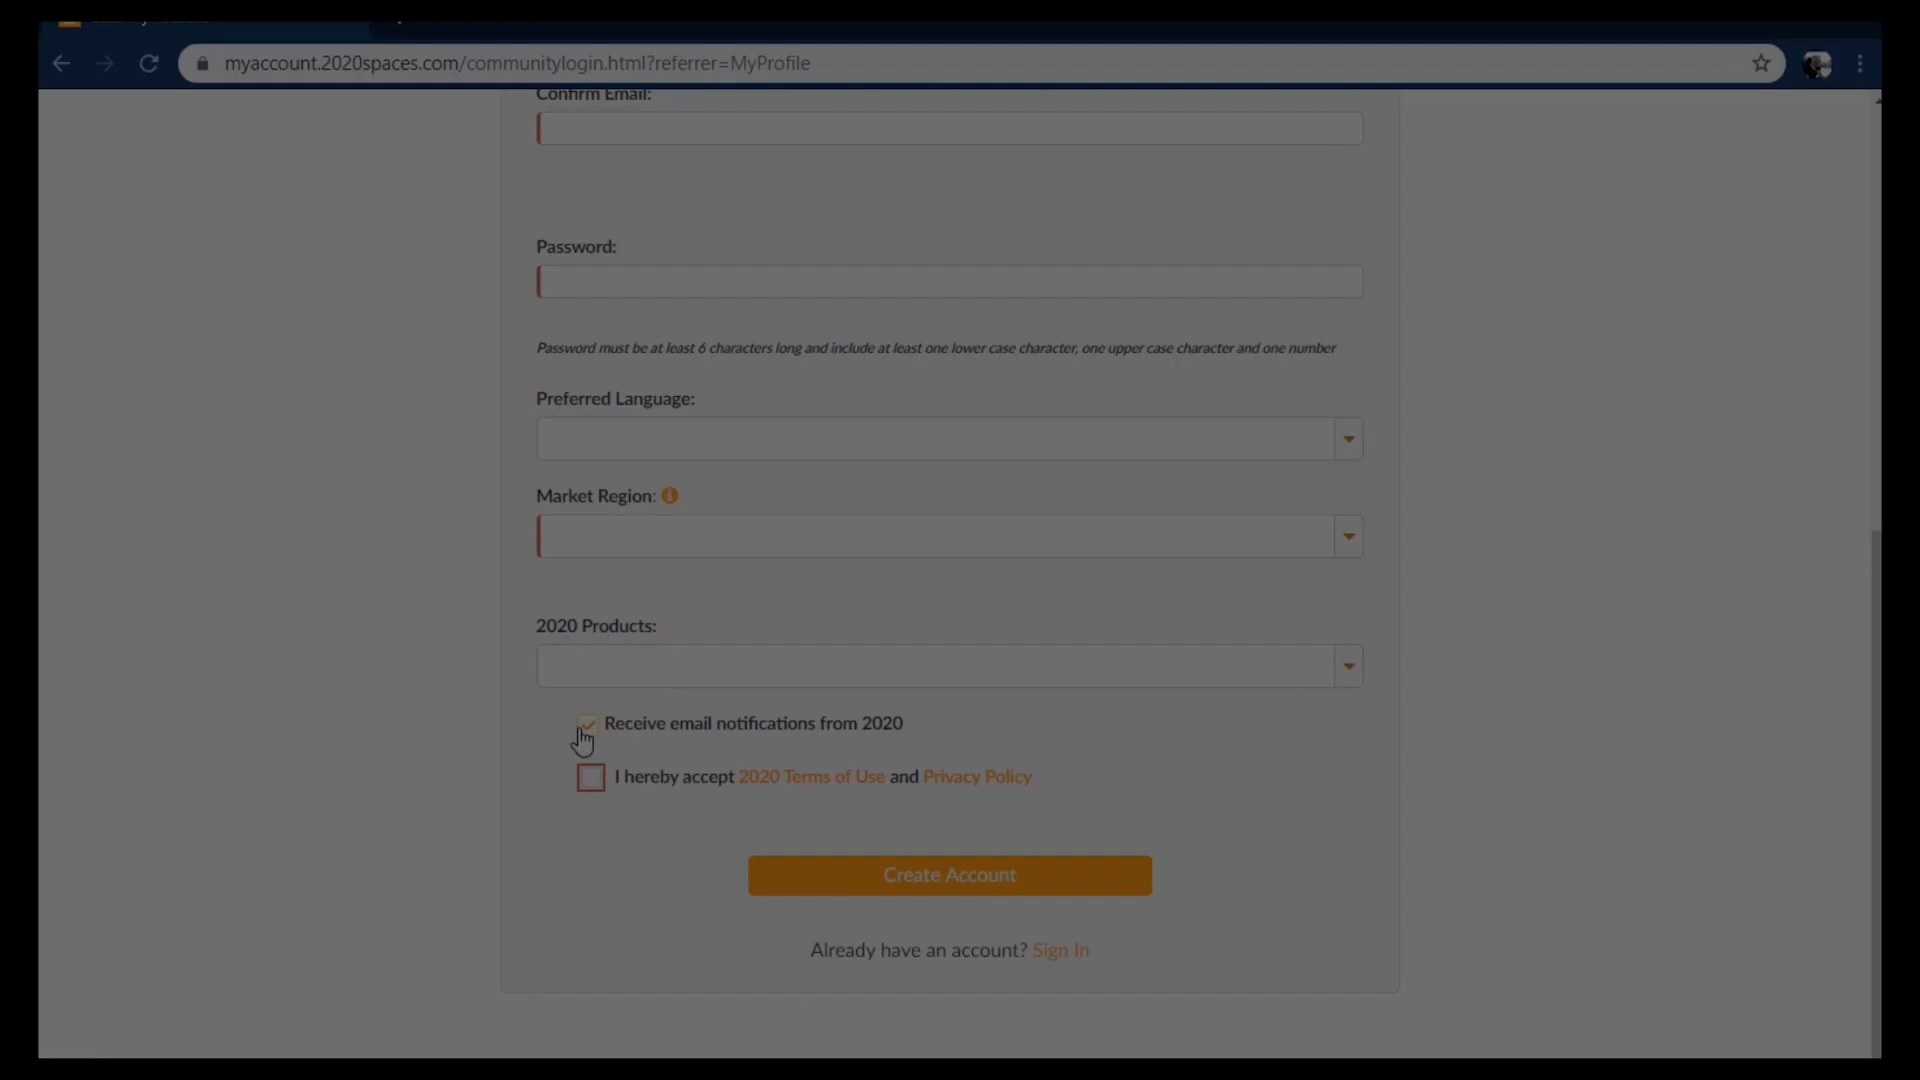 myaccount.2020spaces.com/communitylogin.html?referrer=MyProfile
Confirm Email:
Password:
Password must be at least 6 characters long and include at least one lower case character, one upper case character and one number
Preferred Language:
Market Region:
2020 Products:
Receive email notifications from 2020
I hereby accept 2020 Terms of Use and Privacy Policy
Create Account
Already have an account? Sign In